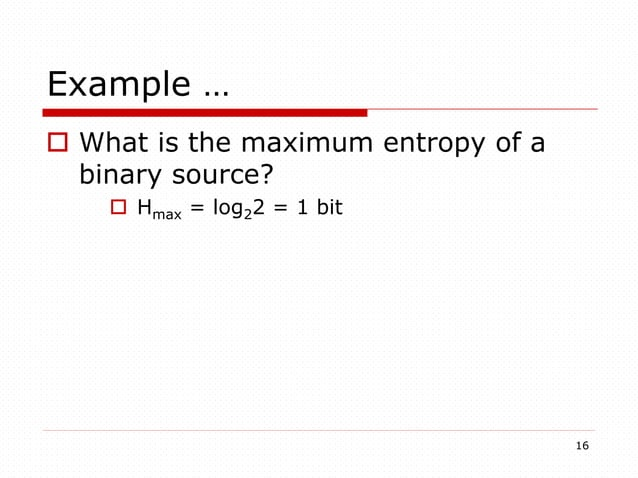 Example …
What is the maximum entropy of a
binary source?
Hmax = log22 = 1 bit
16